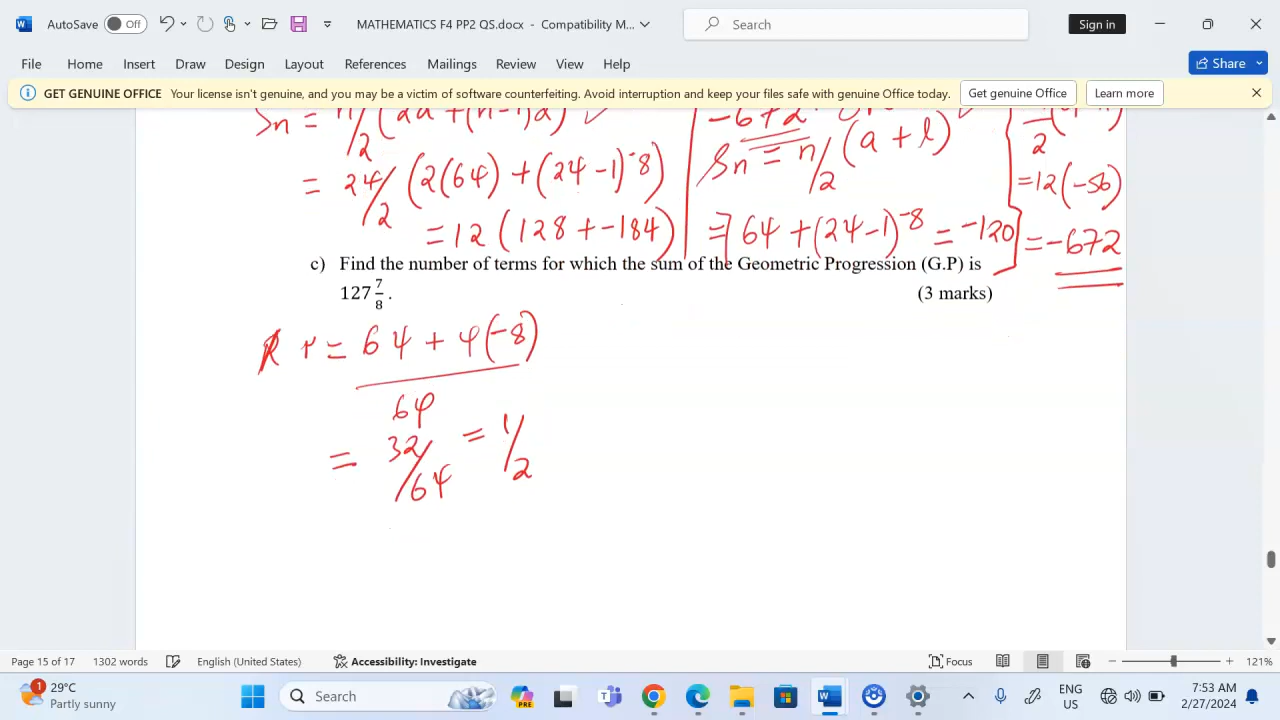 AutoSave Off MATHEMATICS F4 PP2 QS.docx - Compatibility M... Search Sign in
File Home Insert Draw Design Layout References Mailings Review View Help Share
GET GENUINE OFFICE Your license isn't genuine, and you may be a victim of software counterfeiting. Avoid interruption and keep your files safe with genuine Office today. Get genuine Office Learn more
Sn = n/2 (2a + (n-1)d)
= 24/2 (2(64) + (24-1)-8)
= 12 (128 + -184)
-672
Sn = n/2 (a + l)
= 64 + (24-1)-8 = -120
= 12(-56)
= -672
c) Find the number of terms for which the sum of the Geometric Progression (G.P) is
127 7/8 . (3 marks)
r = 64 + 4(-8)
64
= 32/64 = 1/2
Page 15 of 17 1302 words English (United States) Accessibility: Investigate Focus 121%
1 29°C Partly sunny Search ENG US 7:53 AM 2/27/2024